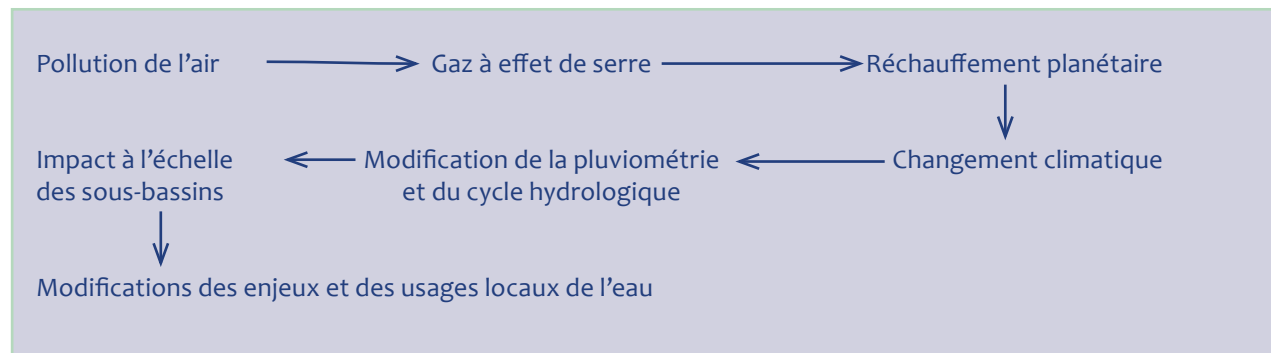 Pollution de l’air
Gaz à effet de serre
Réchauffement planétaire
Changement climatique
Modification de la pluviométrie
et du cycle hydrologique
Impact à l’échelle
des sous-bassins
Modifications des enjeux et des usages locaux de l’eau